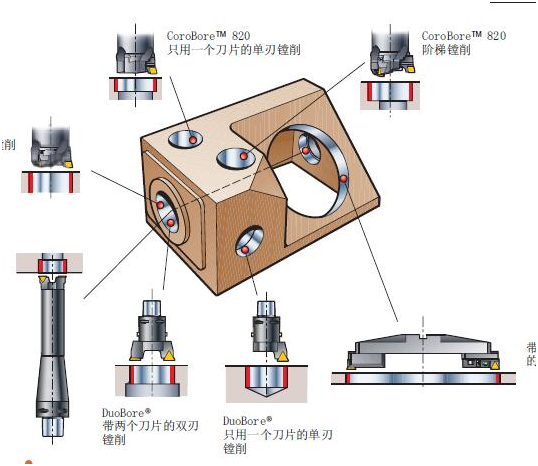 CoroBore™ 820
只用一个刀片的单刃镗削
CoroBore™ 820
阶梯镗削
削
带
的
DuoBore®
带两个刀片的双刃
镗削
DuoBore®
只用一个刀片的单刃
镗削